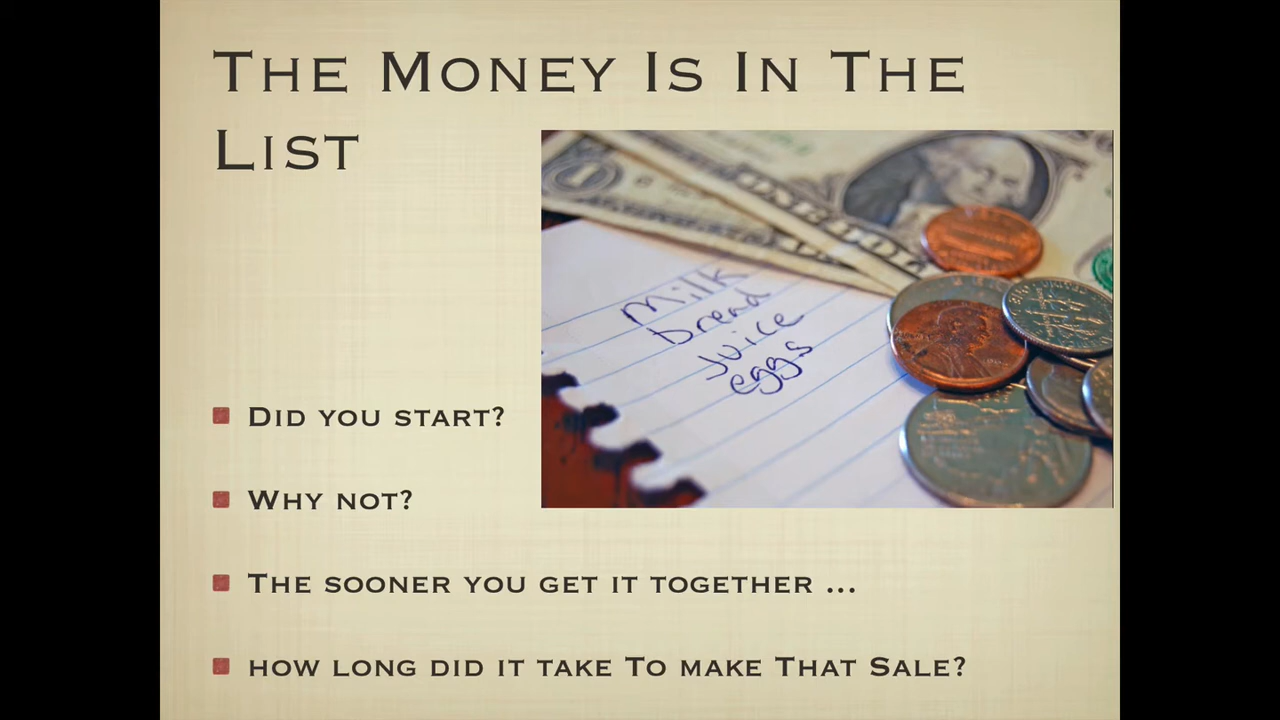 The Money Is In The
List
milk
bread
juice
eggs
Did you start?
Why not?
The sooner you get it together ...
how long did it take To make That Sale?